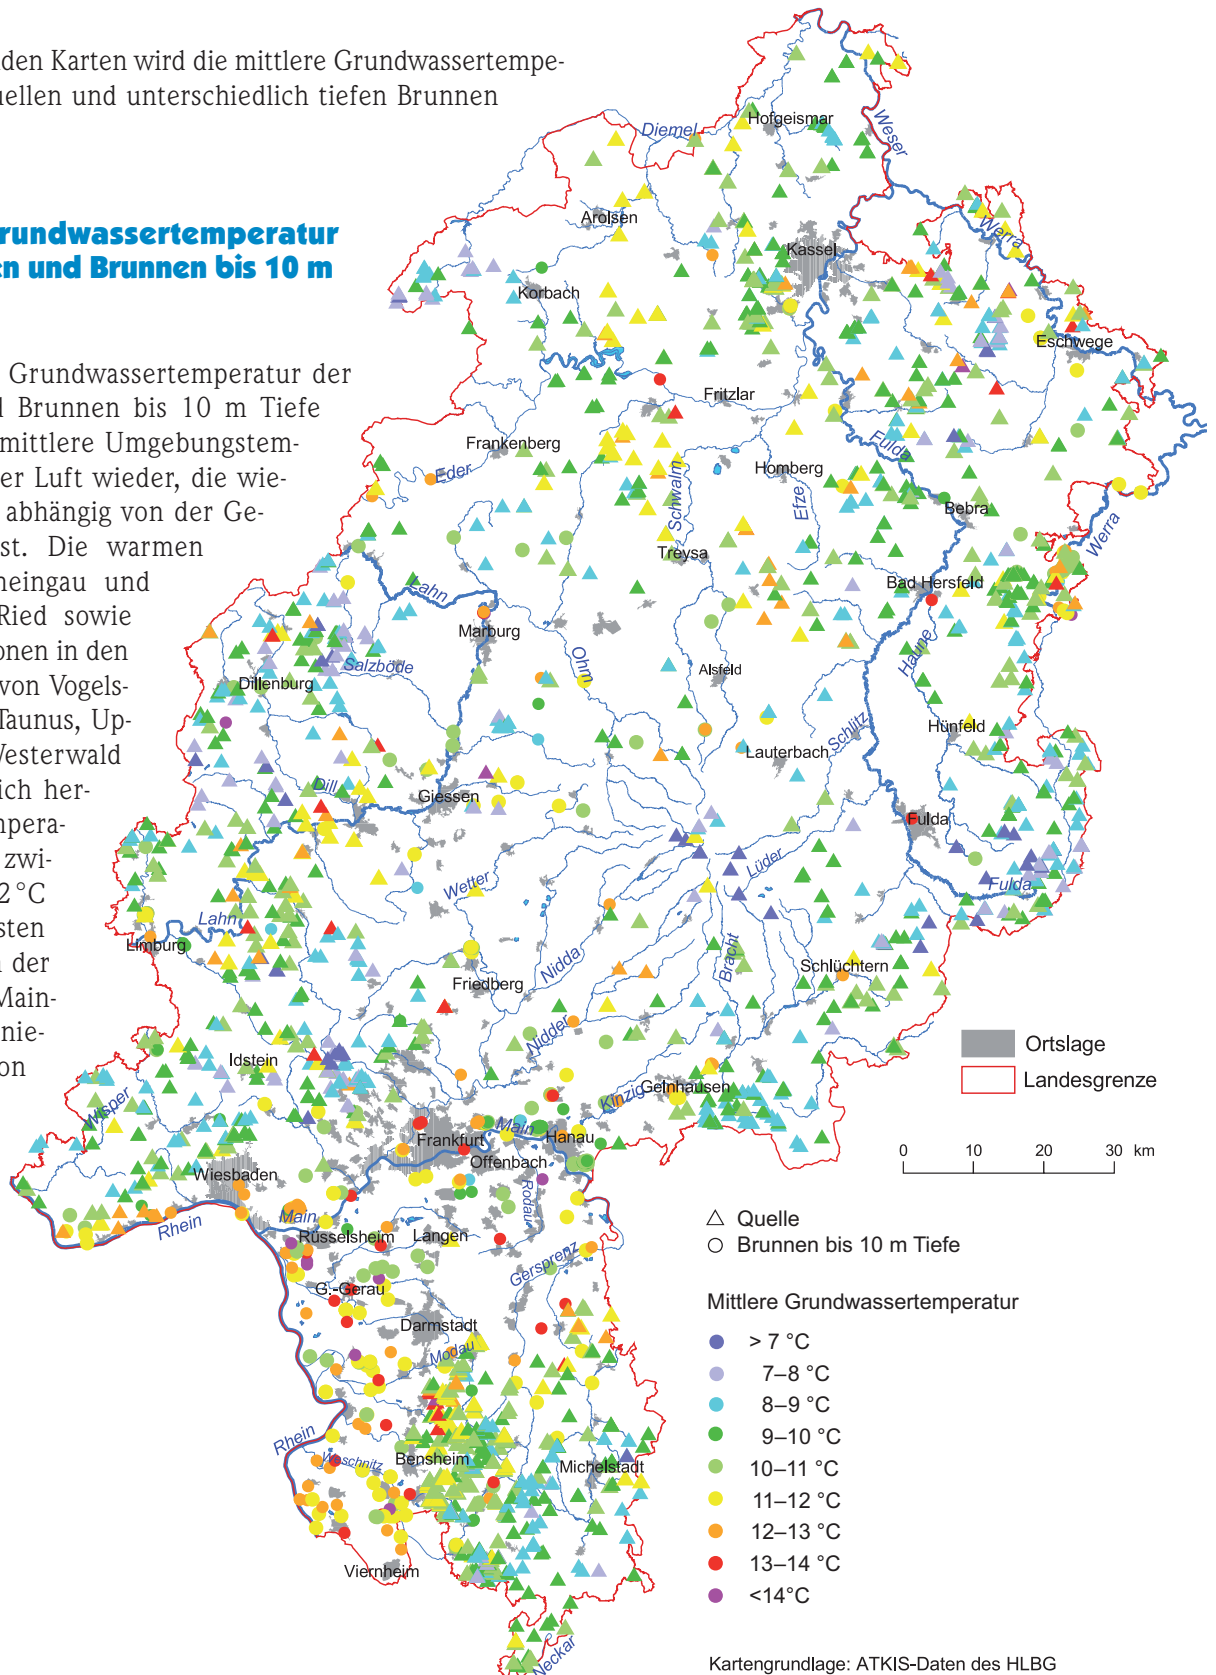 den Karten wird die mittlere Grundwassertempe-
uellen und unterschiedlich tiefen Brunnen
rundwassertemperatur
en und Brunnen bis 10 m
Grundwassertemperatur der
Brunnen bis 10 m Tiefe
mittlere Umgebungstem-
er Luft wieder, die wie-
abhängig von der Ge-
st. Die warmen
heingau und
Ried sowie
onen in den
von Vogels-
Taunus, Up-
Westerwald
ich her-
mpera-
zwi-
2 °C
sten
der
Main-
nie-
on
Hofgeismar
Diemel
Weser
Arolsen
Kassel
Werra
Korbach
Eschwege
Fritzlar
Frankenberg
Eder
Schwalm
Homberg
Efze
Fulda
Bebra
Treysa
Werra
Bad Hersfeld
Lahn
Marburg
Ohm
Haune
Salzböde
Dillenburg
Alsfeld
Hünfeld
Schlitz
Lauterbach
Dill
Giessen
Fulda
Lüder
Wetter
Fulda
Lahn
Limburg
Bracht
Nidda
Schlüchtern
Friedberg
Nidder
Idstein
Gelnhausen
Kinzig
Wisper
Main
Frankfurt
Hanau
Offenbach
Wiesbaden
Rodau
Rhein
Main
Rüsselsheim
Langen
Gersprenz
G.-Gerau
Darmstadt
Modau
Rhein
Weschnitz
Bensheim
Michelstadt
Viernheim
Neckar
Ortslage
Landesgrenze
0 10 20 30 km
Quelle
Brunnen bis 10 m Tiefe
Mittlere Grundwassertemperatur
> 7 °C
7–8 °C
8–9 °C
9–10 °C
10–11 °C
11–12 °C
12–13 °C
13–14 °C
<14°C
Kartengrundlage: ATKIS-Daten des HLBG